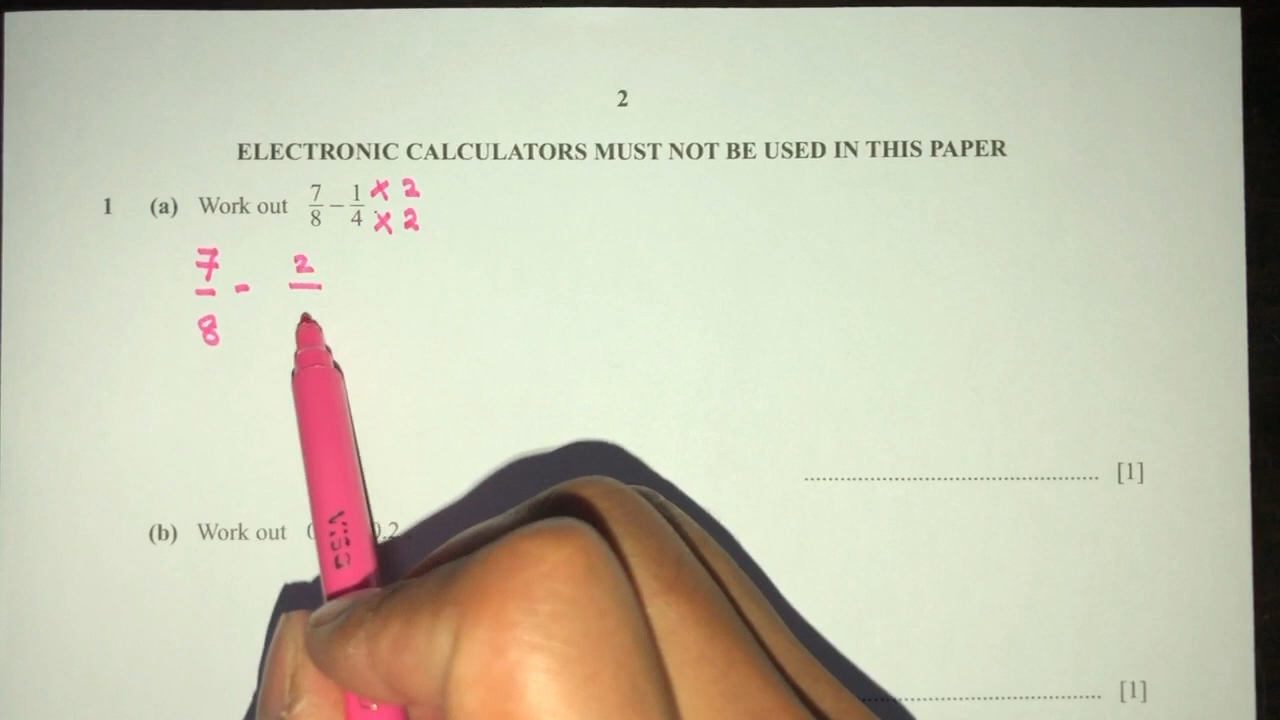 2
ELECTRONIC CALCULATORS MUST NOT BE USED IN THIS PAPER
1 (a) Work out 7/8 − 1/4 × 2 × 2
7/8 - 2/
[1]
(b) Work out
[1]
VISG